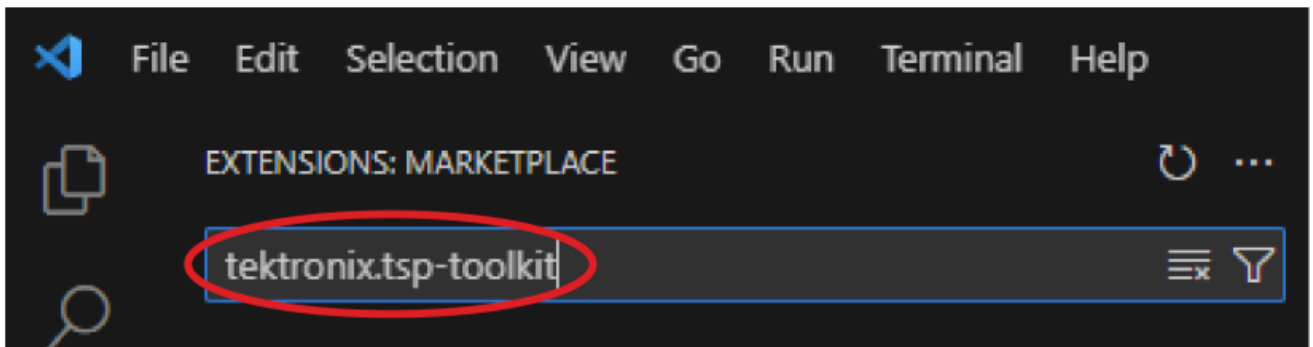 File Edit Selection View Go Run Terminal Help
EXTENSIONS: MARKETPLACE
tektronix.tsp-toolkit